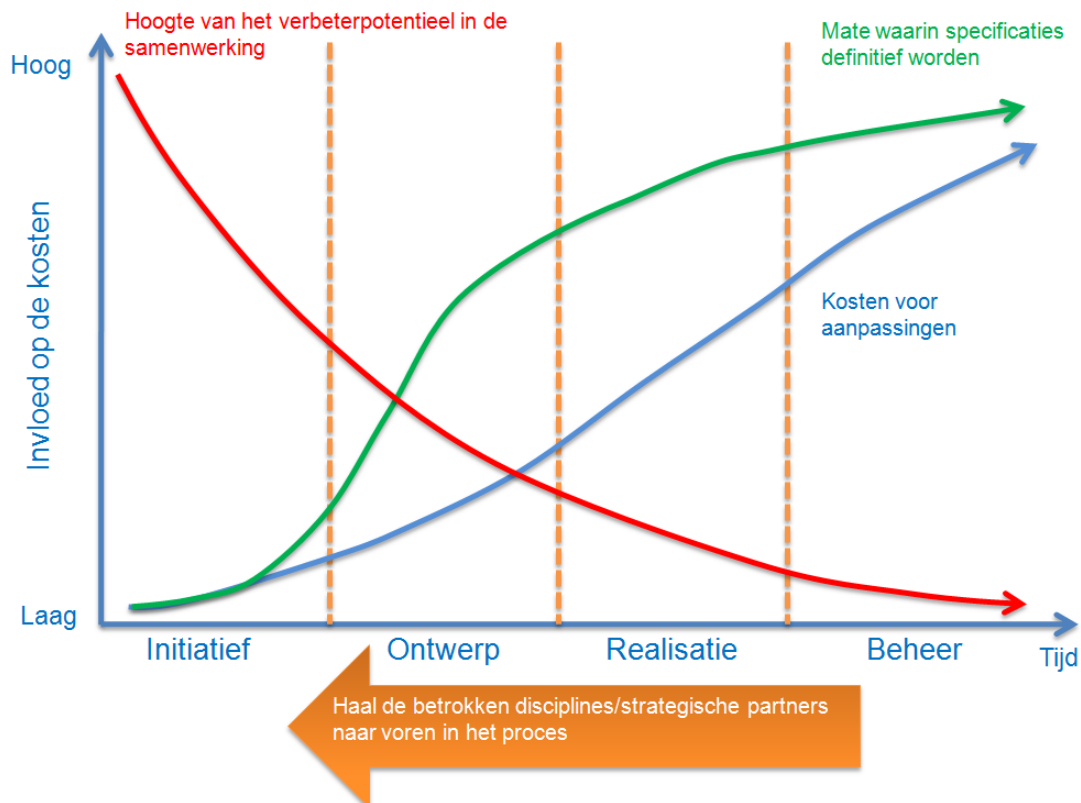 Hoogte van het verbeterpotentieel in de
samenwerking
Mate waarin specificaties
definitief worden
Hoog
Invloed op de kosten
Kosten voor
aanpassingen
Laag
Initiatief
Ontwerp
Realisatie
Beheer
Tijd
Haal de betrokken disciplines/strategische partners
naar voren in het proces